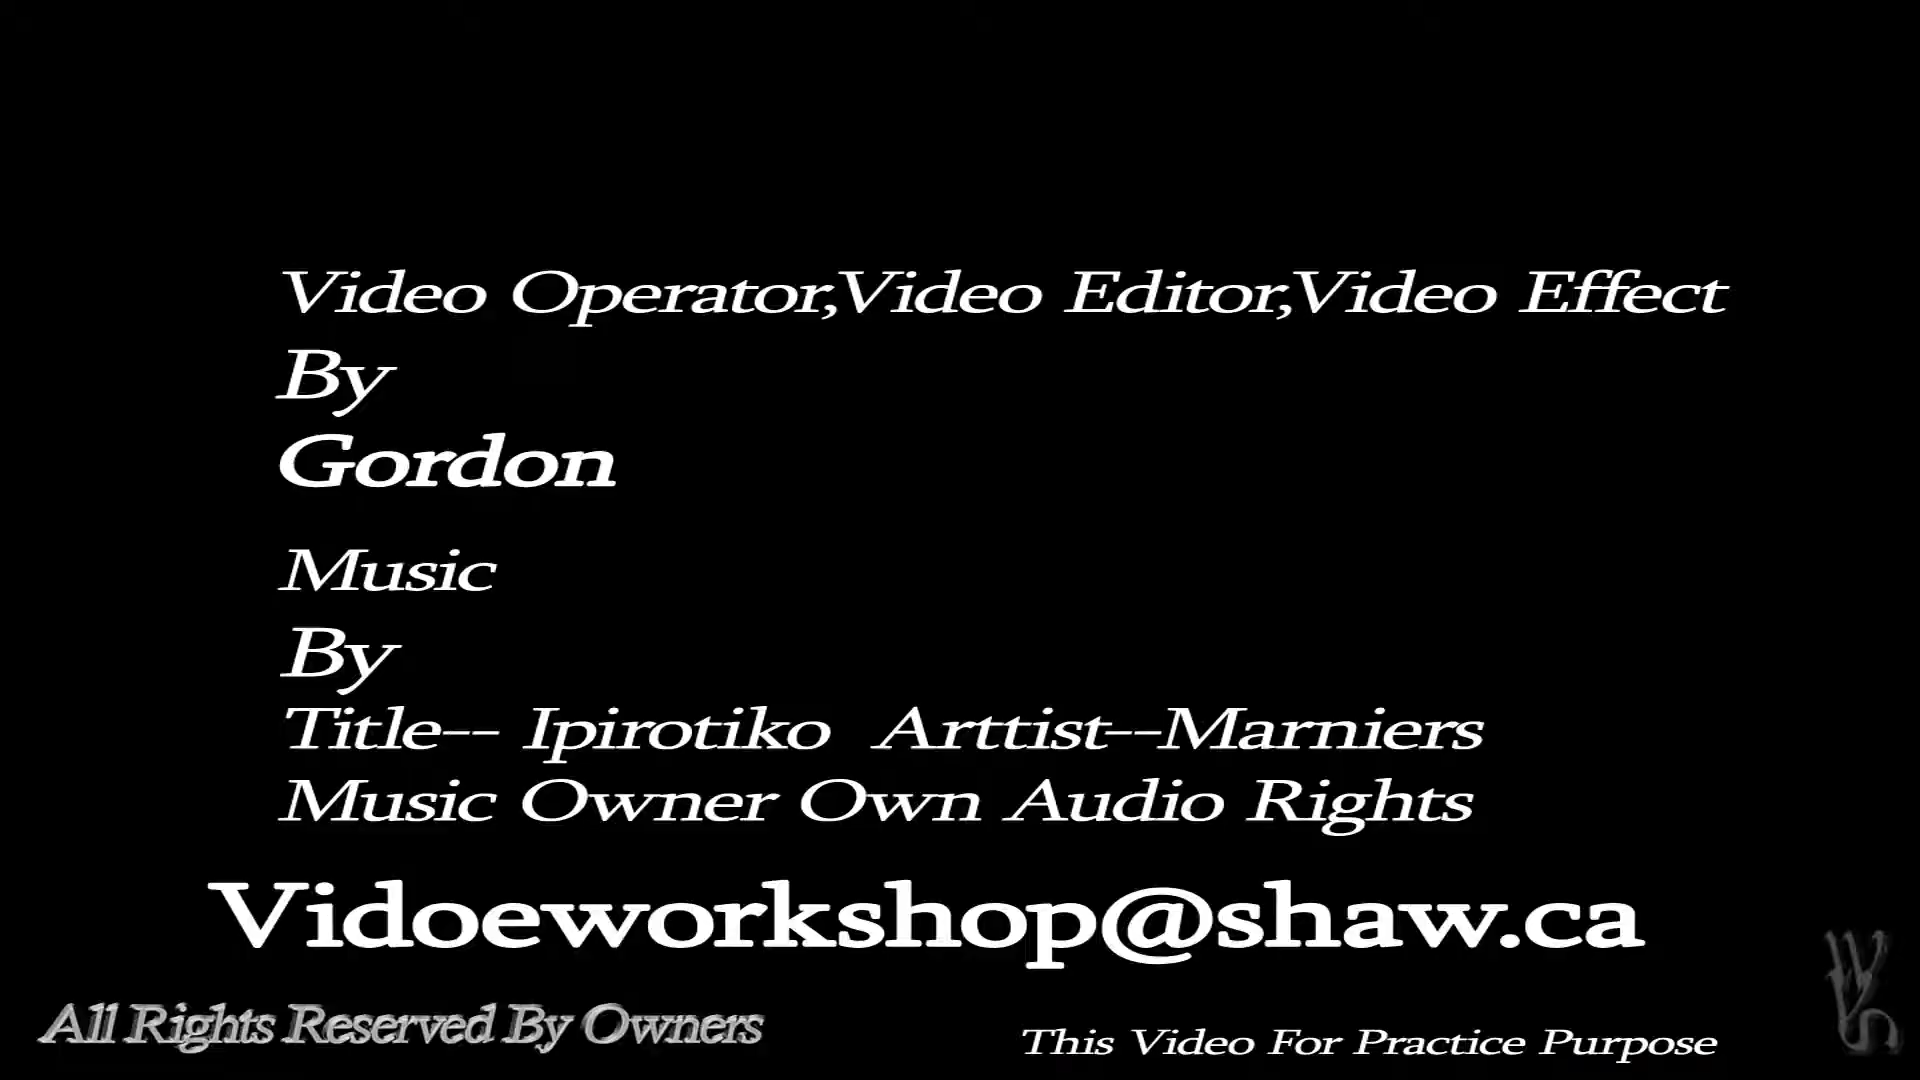 Video Operator,Video Editor,Video Effect
By
Gordon
Music
By
Title-- Ipirotiko  Arttist--Marniers
Music Owner Own Audio Rights
Vidoeworkshop@shaw.ca
All Rights Reserved By Owners
This Video For Practice Purpose